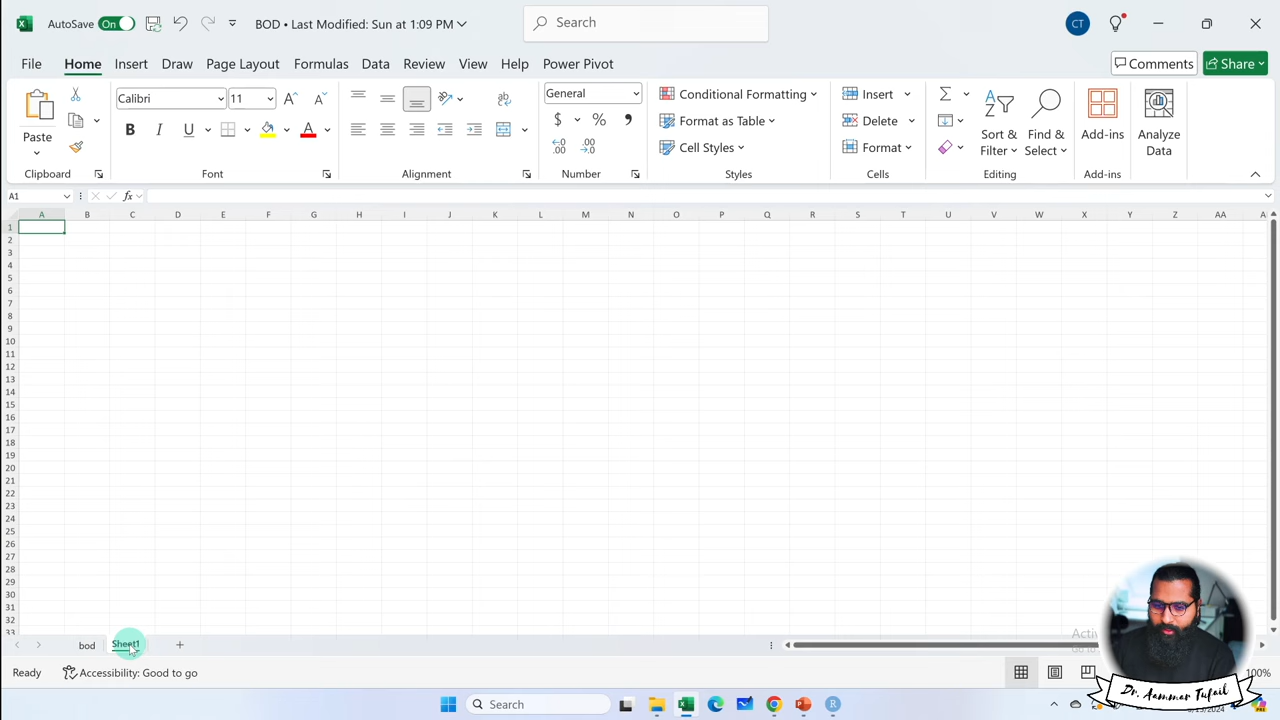 AutoSave On BOD • Last Modified: Sun at 1:09 PM Search CT
File Home Insert Draw Page Layout Formulas Data Review View Help Power Pivot Comments Share
Calibri 11 General Conditional Formatting Insert
Paste B I U A $ % Format as Table Delete Sort & Filter Find & Select Add-ins Analyze Data
Cell Styles Format
Clipboard Font Alignment Number Styles Cells Editing Add-ins
A1 fx
A B C D E F G H I J K L M N O P Q R S T U V W X Y Z AA
1
2
3
4
5
6
7
8
9
10
11
12
13
14
15
16
17
18
19
20
21
22
23
24
25
26
27
28
29
30
31
32
33
bod Sheet1 +
Ready Accessibility: Good to go 100%
Dr. Aammar Tufail
Search